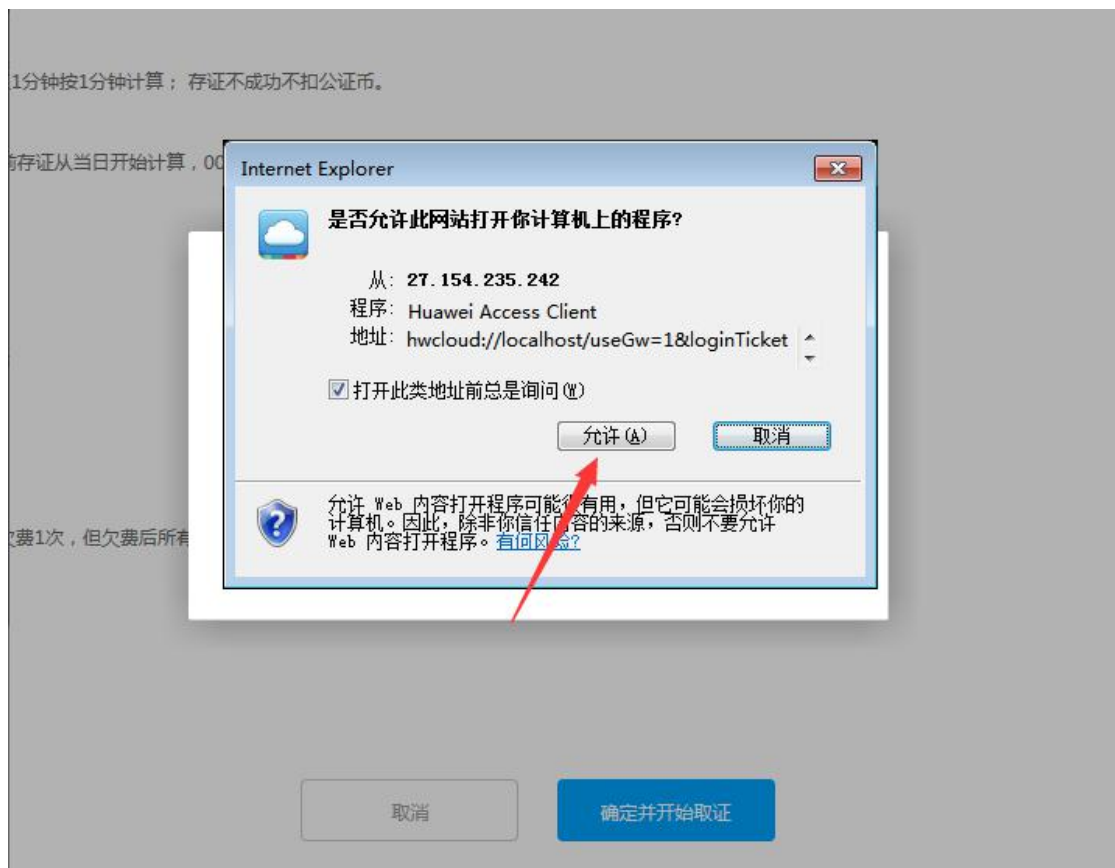 1分钟按1分钟计算；存证不成功不扣公证币。
前存证从当日开始计算，00
Internet Explorer
是否允许此网站打开你计算机上的程序?
从: 27.154.235.242
程序: Huawei Access Client
地址: hwcloud://localhost/useGw=1&loginTicket
打开此类地址前总是询问(W)
允许(A)
取消
允许 Web 内容打开程序可能很有用，但它可能会损坏你的
计算机。因此，除非你信任内容的来源，否则不要允许
Web 内容打开程序。有何风险?
欠费1次，但欠费后所有
取消
确定并开始取证